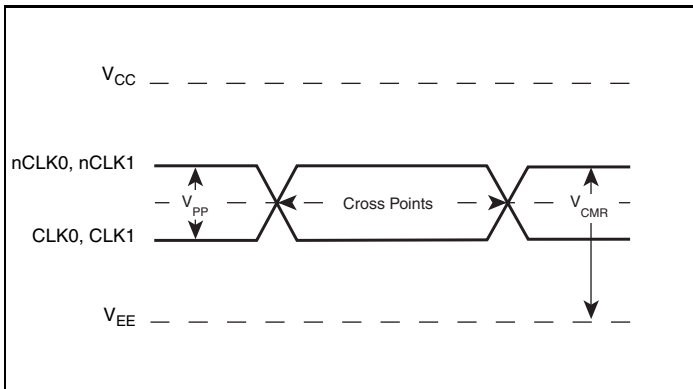 VCC
nCLK0, nCLK1
VPP
Cross Points
VCMR
CLK0, CLK1
VEE